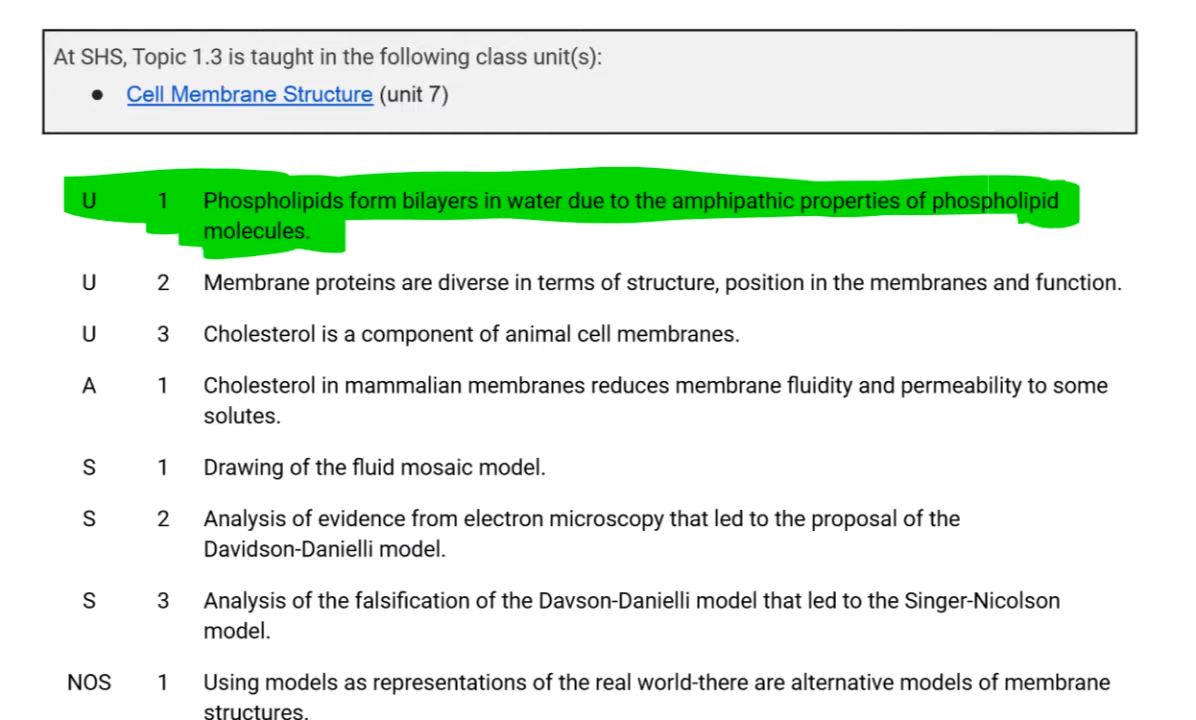 At SHS, Topic 1.3 is taught in the following class unit(s):
● Cell Membrane Structure (unit 7)
U 1 Phospholipids form bilayers in water due to the amphipathic properties of phospholipid
molecules.
U 2 Membrane proteins are diverse in terms of structure, position in the membranes and function.
U 3 Cholesterol is a component of animal cell membranes.
A 1 Cholesterol in mammalian membranes reduces membrane fluidity and permeability to some
solutes.
S 1 Drawing of the fluid mosaic model.
S 2 Analysis of evidence from electron microscopy that led to the proposal of the
Davidson-Danielli model.
S 3 Analysis of the falsification of the Davson-Danielli model that led to the Singer-Nicolson
model.
NOS 1 Using models as representations of the real world-there are alternative models of membrane
structures.